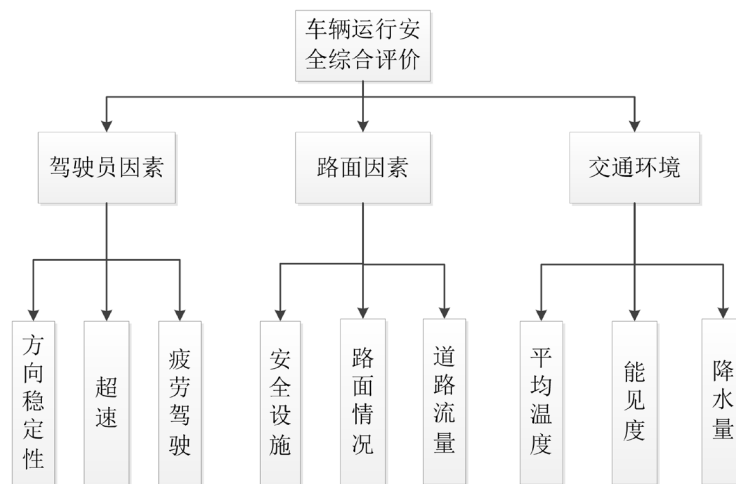 车辆运行安
全综合评价
驾驶员因素
路面因素
交通环境
方向稳定性
超速
疲劳驾驶
安全设施
路面情况
道路流量
平均温度
能见度
降水量